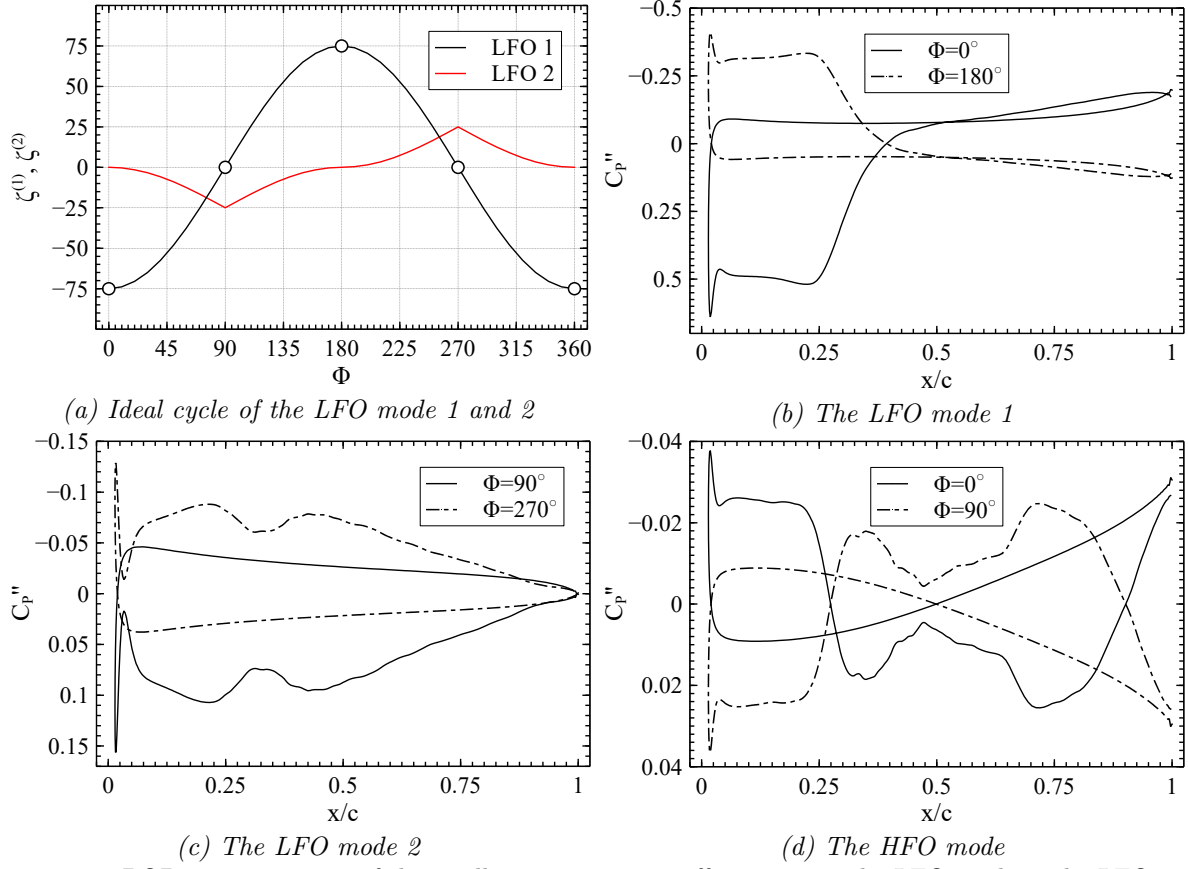 75
50
25
0
−25
−50
−75
ζ⁽¹⁾, ζ⁽²⁾
LFO 1
LFO 2
0 45 90 135 180 225 270 315 360
Φ
(a) Ideal cycle of the LFO mode 1 and 2
−0.5
−0.25
0
0.25
0.5
C_P''
Φ=0°
Φ=180°
0 0.25 0.5 0.75 1
x/c
(b) The LFO mode 1
−0.15
−0.1
−0.05
0
0.05
0.1
0.15
C_P''
Φ=90°
Φ=270°
0 0.25 0.5 0.75 1
x/c
(c) The LFO mode 2
−0.04
−0.02
0
0.02
0.04
C_P''
Φ=0°
Φ=90°
0 0.25 0.5 0.75 1
x/c
(d) The HFO mode